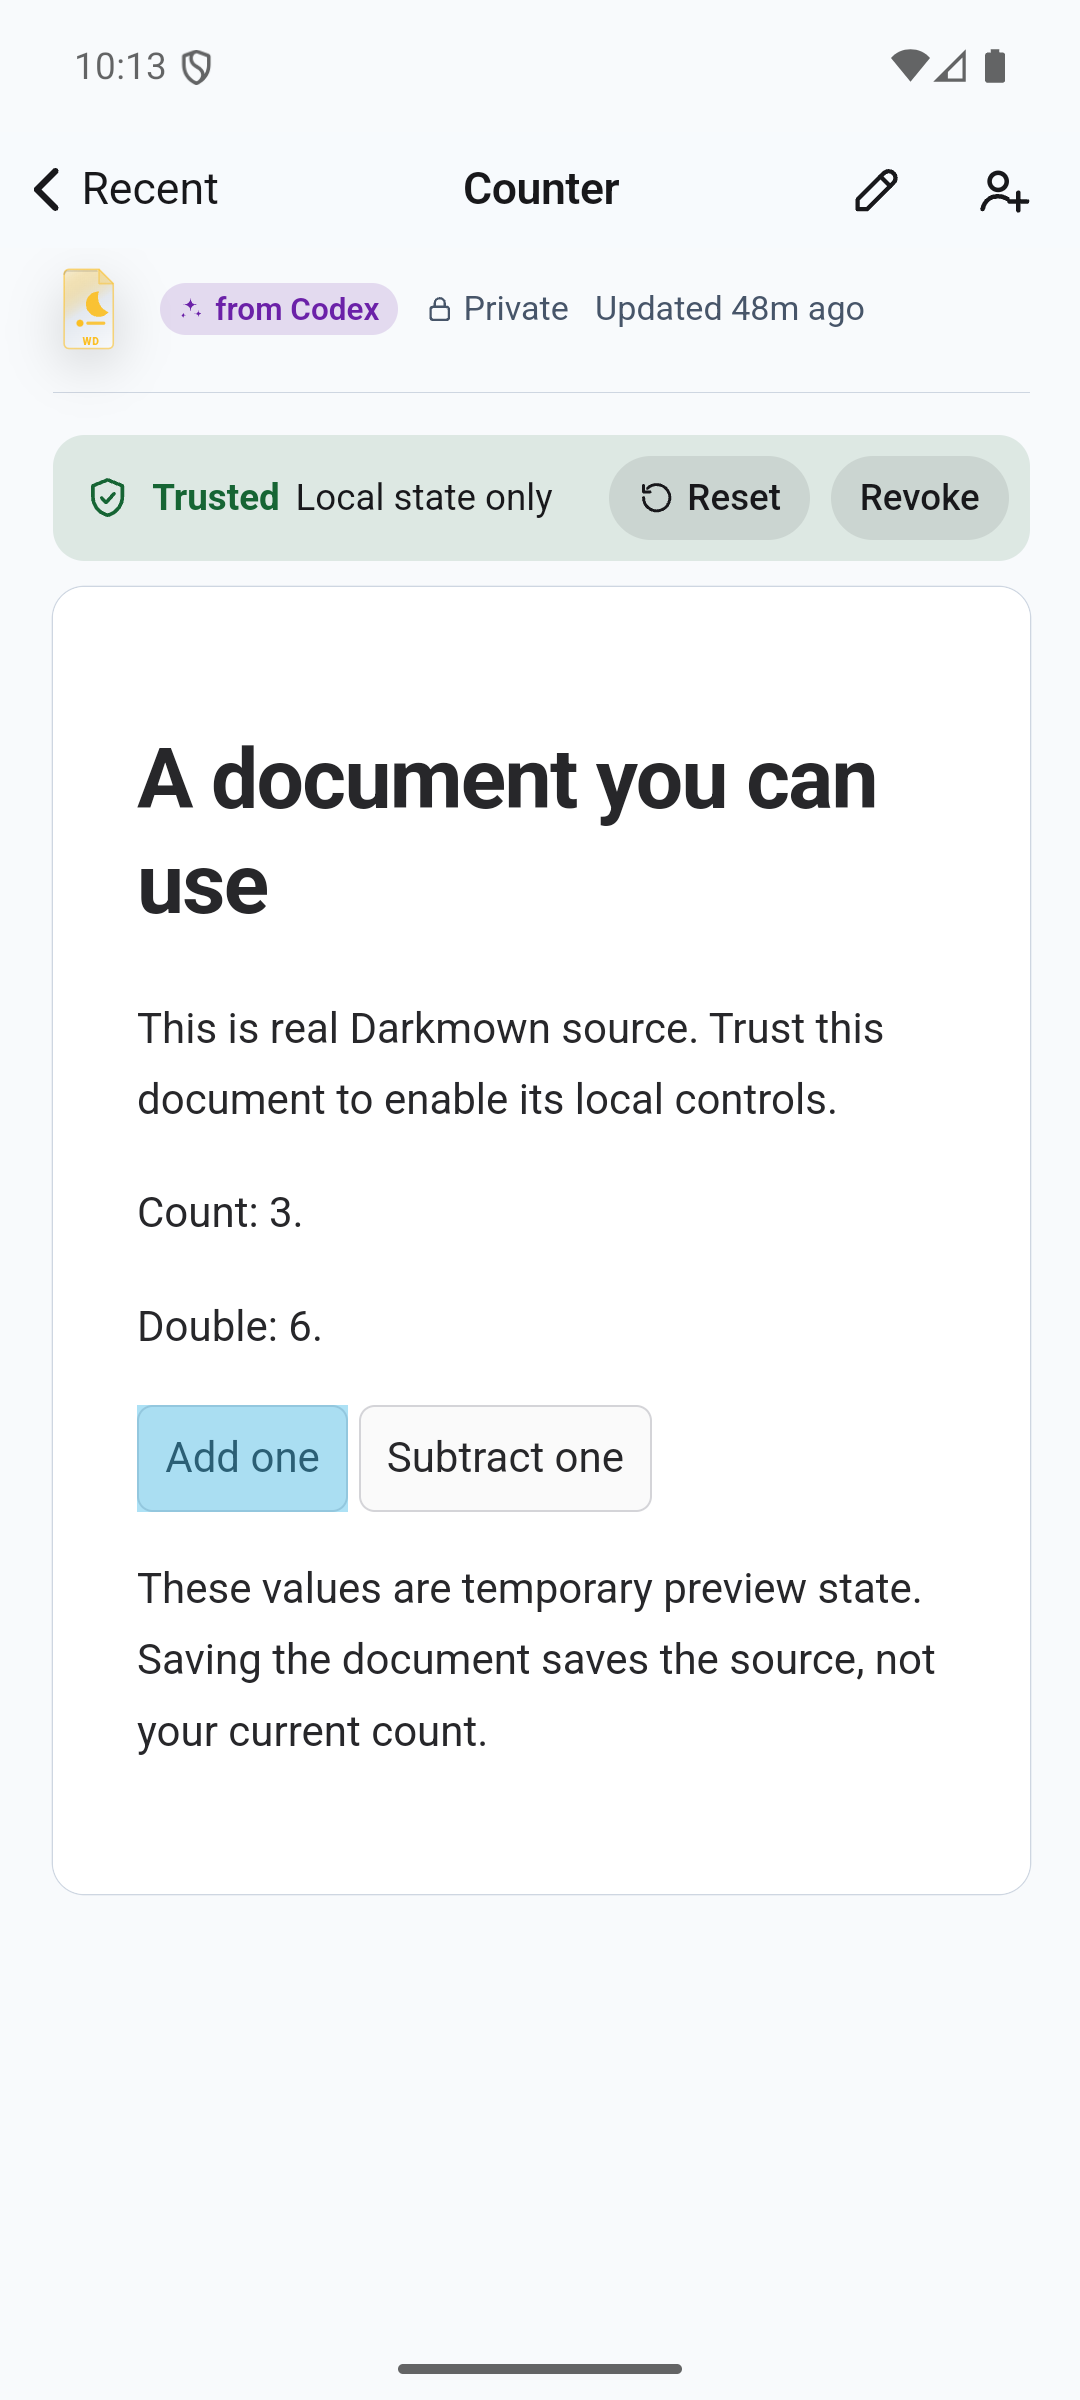 10:13
Recent
Counter
WD
from Codex
Private
Updated 48m ago
Trusted Local state only
Reset
Revoke
A document you can
use
This is real Darkmown source. Trust this
document to enable its local controls.
Count: 3.
Double: 6.
Add one
Subtract one
These values are temporary preview state.
Saving the document saves the source, not
your current count.